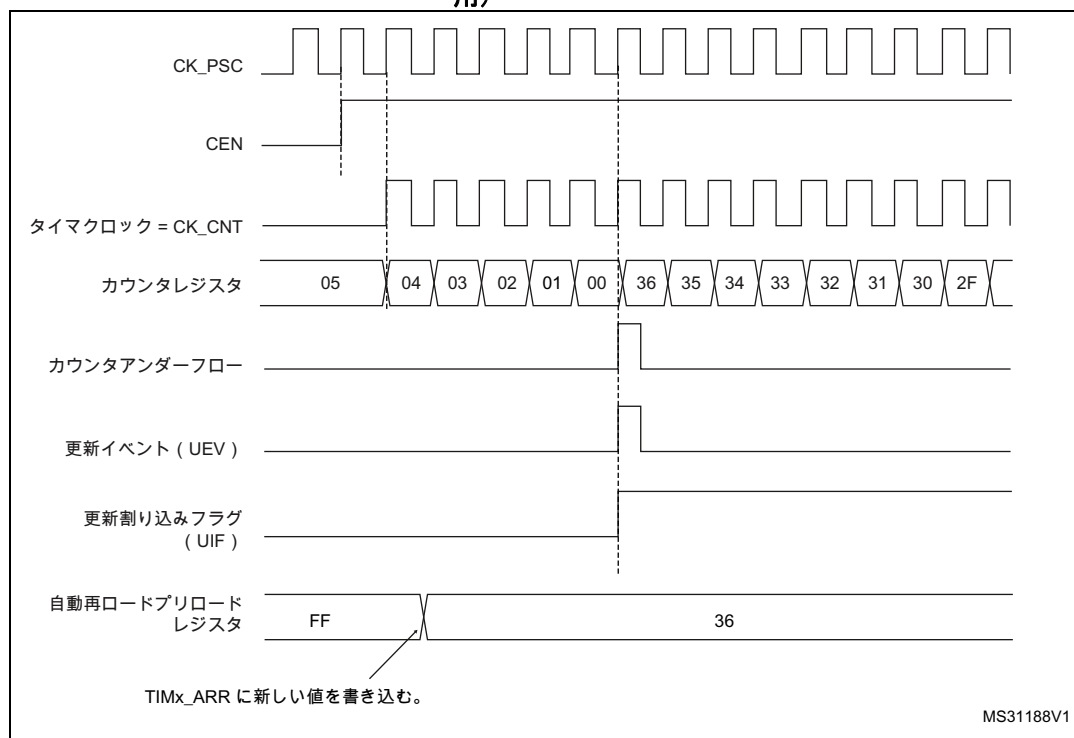 用）
CK_PSC
CEN
タイマクロック = CK_CNT
カウンタレジスタ
05 04 03 02 01 00 36 35 34 33 32 31 30 2F
カウンタアンダーフロー
更新イベント ( UEV )
更新割り込みフラグ
( UIF )
自動再ロードプリロード
レジスタ
FF 36
TIMx_ARR に新しい値を書き込む。
MS31188V1